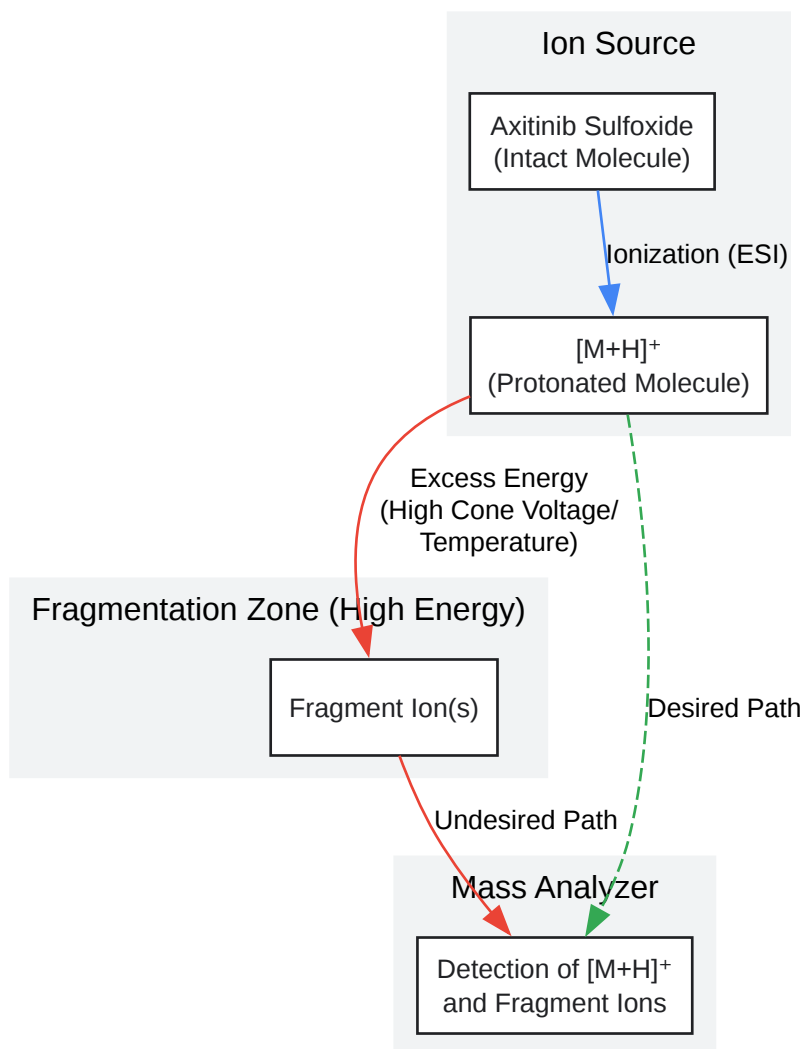 Ion Source
Axitinib Sulfoxide
(Intact Molecule)
Ionization (ESI)
[M+H]⁺
(Protonated Molecule)
Excess Energy
(High Cone Voltage/
Temperature)
Fragmentation Zone (High Energy)
Fragment Ion(s)
Desired Path
Undesired Path
Mass Analyzer
Detection of [M+H]⁺
and Fragment Ions